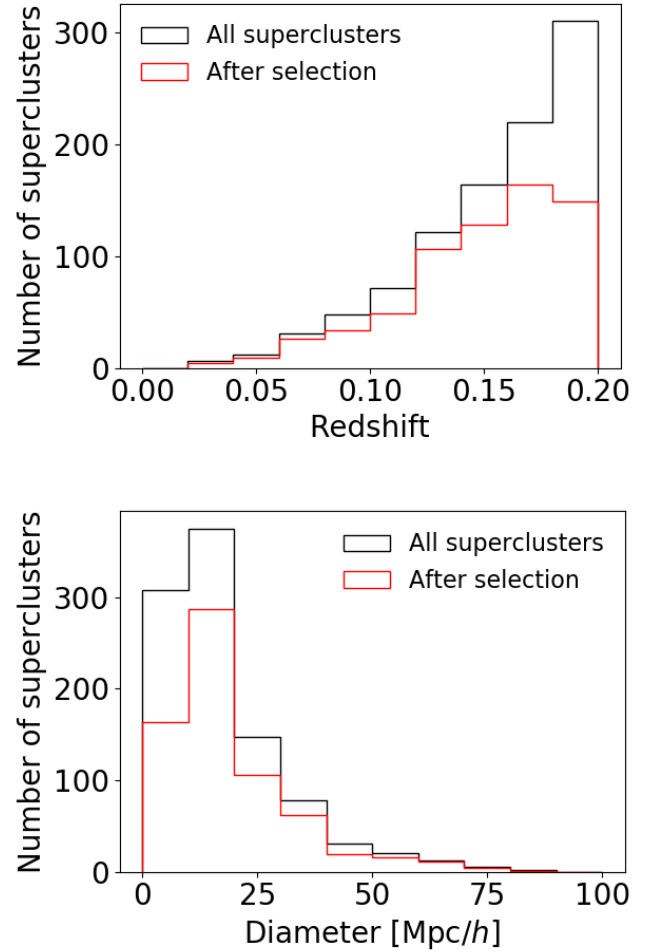 Number of superclusters
300
200
100
0
All superclusters
After selection
0.00 0.05 0.10 0.15 0.20
Redshift
Number of superclusters
300
200
100
0
All superclusters
After selection
0 25 50 75 100
Diameter [Mpc/h]